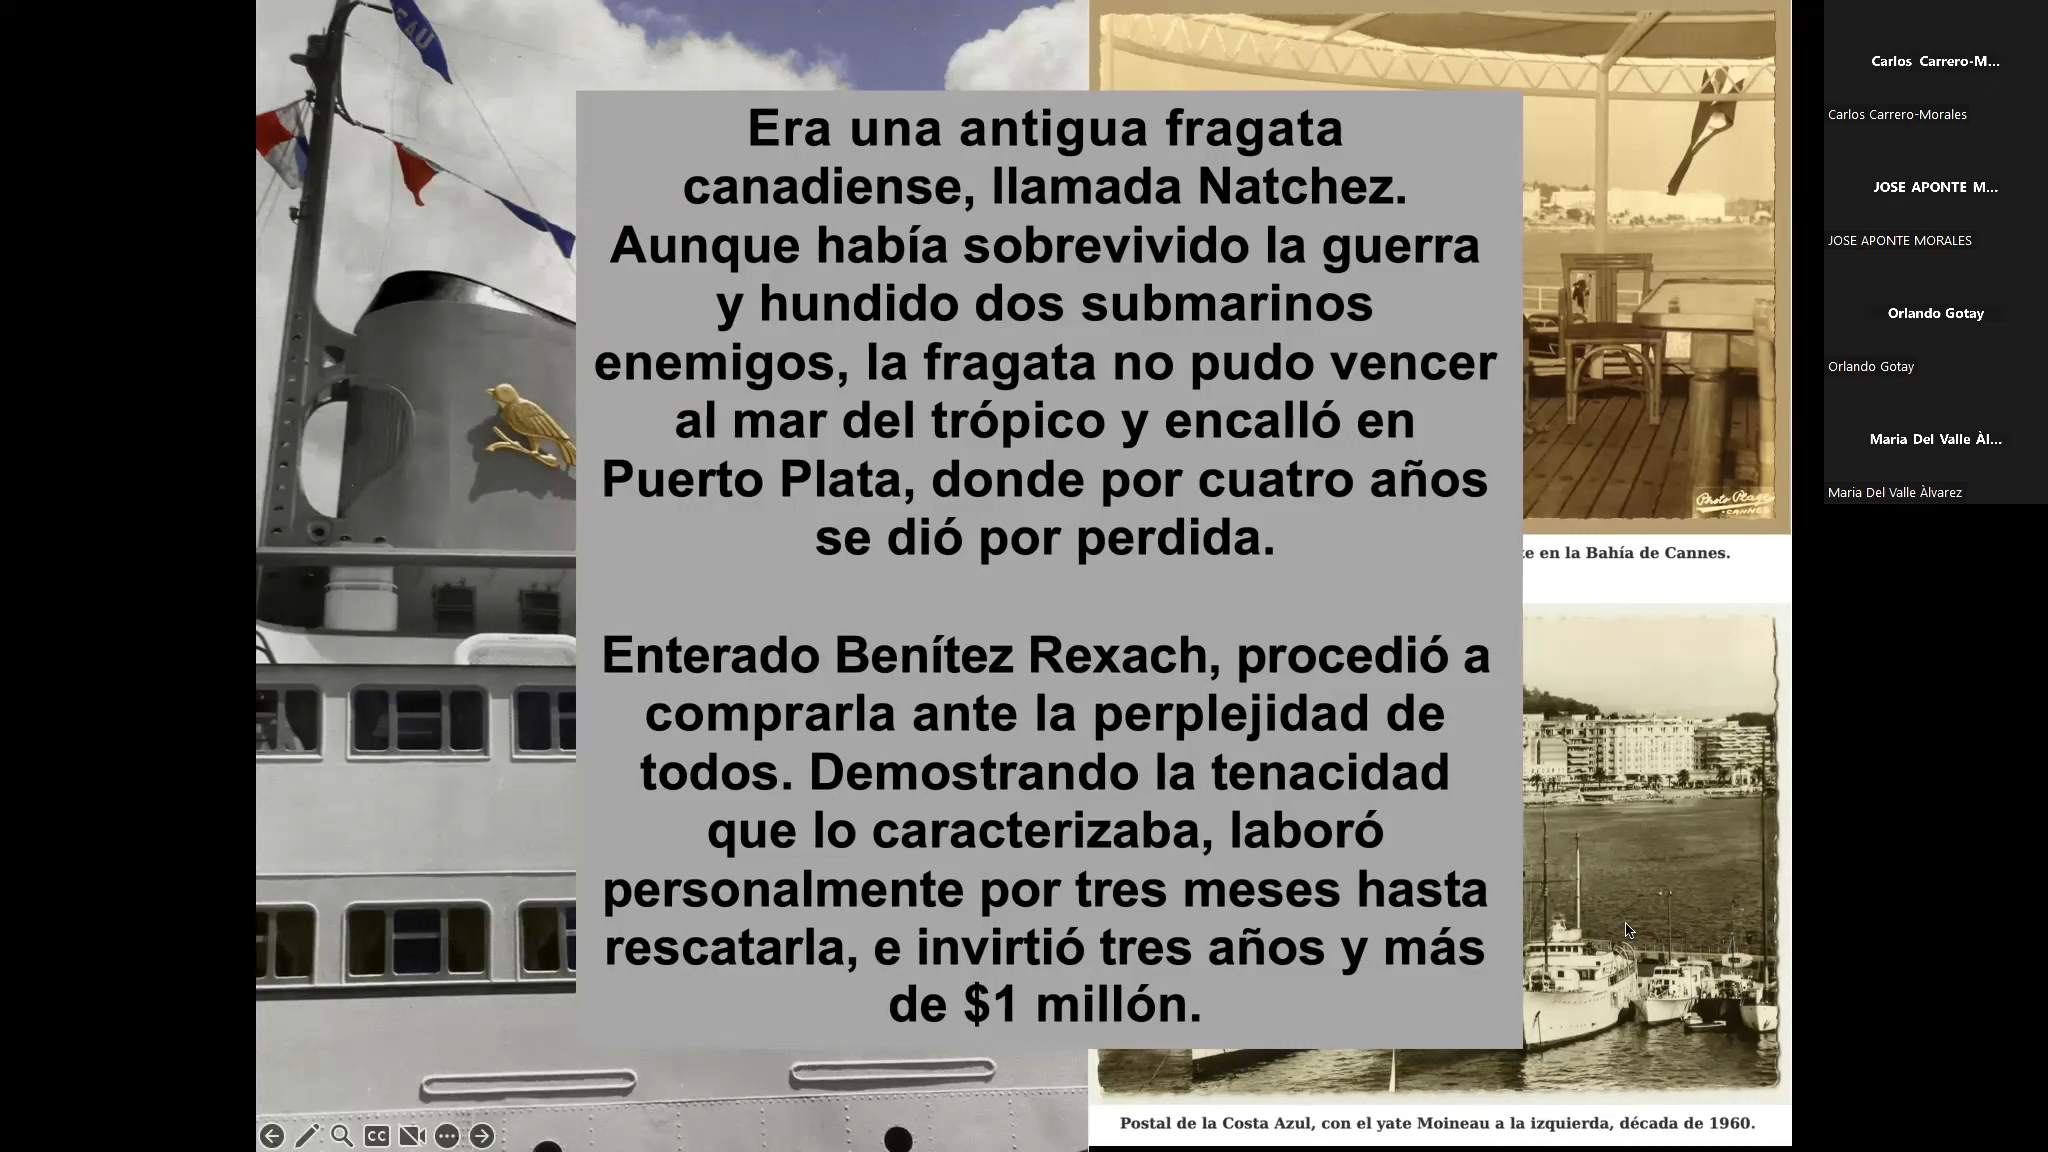 EAU
Era una antigua fragata
canadiense, llamada Natchez.
Aunque había sobrevivido la guerra
y hundido dos submarinos
enemigos, la fragata no pudo vencer
al mar del trópico y encalló en
Puerto Plata, donde por cuatro años
se dió por perdida.
Enterado Benítez Rexach, procedió a
comprarla ante la perplejidad de
todos. Demostrando la tenacidad
que lo caracterizaba, laboró
personalmente por tres meses hasta
rescatarla, e invirtió tres años y más
de $1 millón.
Photo Plage
CANNES
en la Bahía de Cannes.
Postal de la Costa Azul, con el yate Moineau a la izquierda, década de 1960.
CC
Carlos Carrero-M...
Carlos Carrero-Morales
JOSE APONTE M...
JOSE APONTE MORALES
Orlando Gotay
Orlando Gotay
Maria Del Valle Àl...
Maria Del Valle Àlvarez